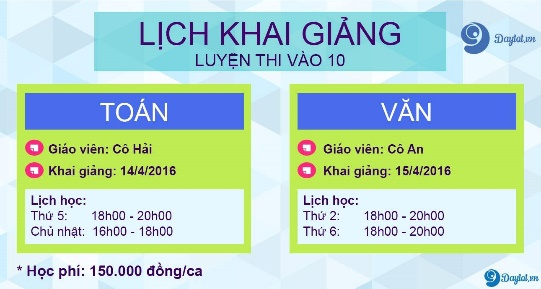 LỊCH KHAI GIẢNG
LUYỆN THI VÀO 10
Daytot.vn
TOÁN
Giáo viên: Cô Hải
Khai giảng: 14/4/2016
Lịch học:
Thứ 5: 18h00 - 20h00
Chủ nhật: 16h00 - 18h00
VĂN
Giáo viên: Cô An
Khai giảng: 15/4/2016
Lịch học:
Thứ 2: 18h00 - 20h00
Thứ 6: 18h00 - 20h00
* Học phí: 150.000 đồng/ca
Daytot.vn